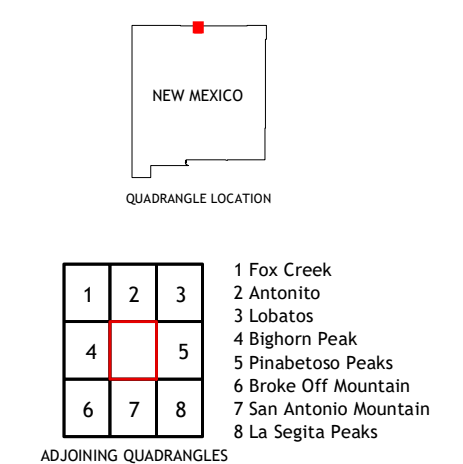 NEW MEXICO
QUADRANGLE LOCATION
1 2 3
4 5
6 7 8
ADJOINING QUADRANGLES
1 Fox Creek
2 Antonito
3 Lobatos
4 Bighorn Peak
5 Pinabetoso Peaks
6 Broke Off Mountain
7 San Antonio Mountain
8 La Segita Peaks